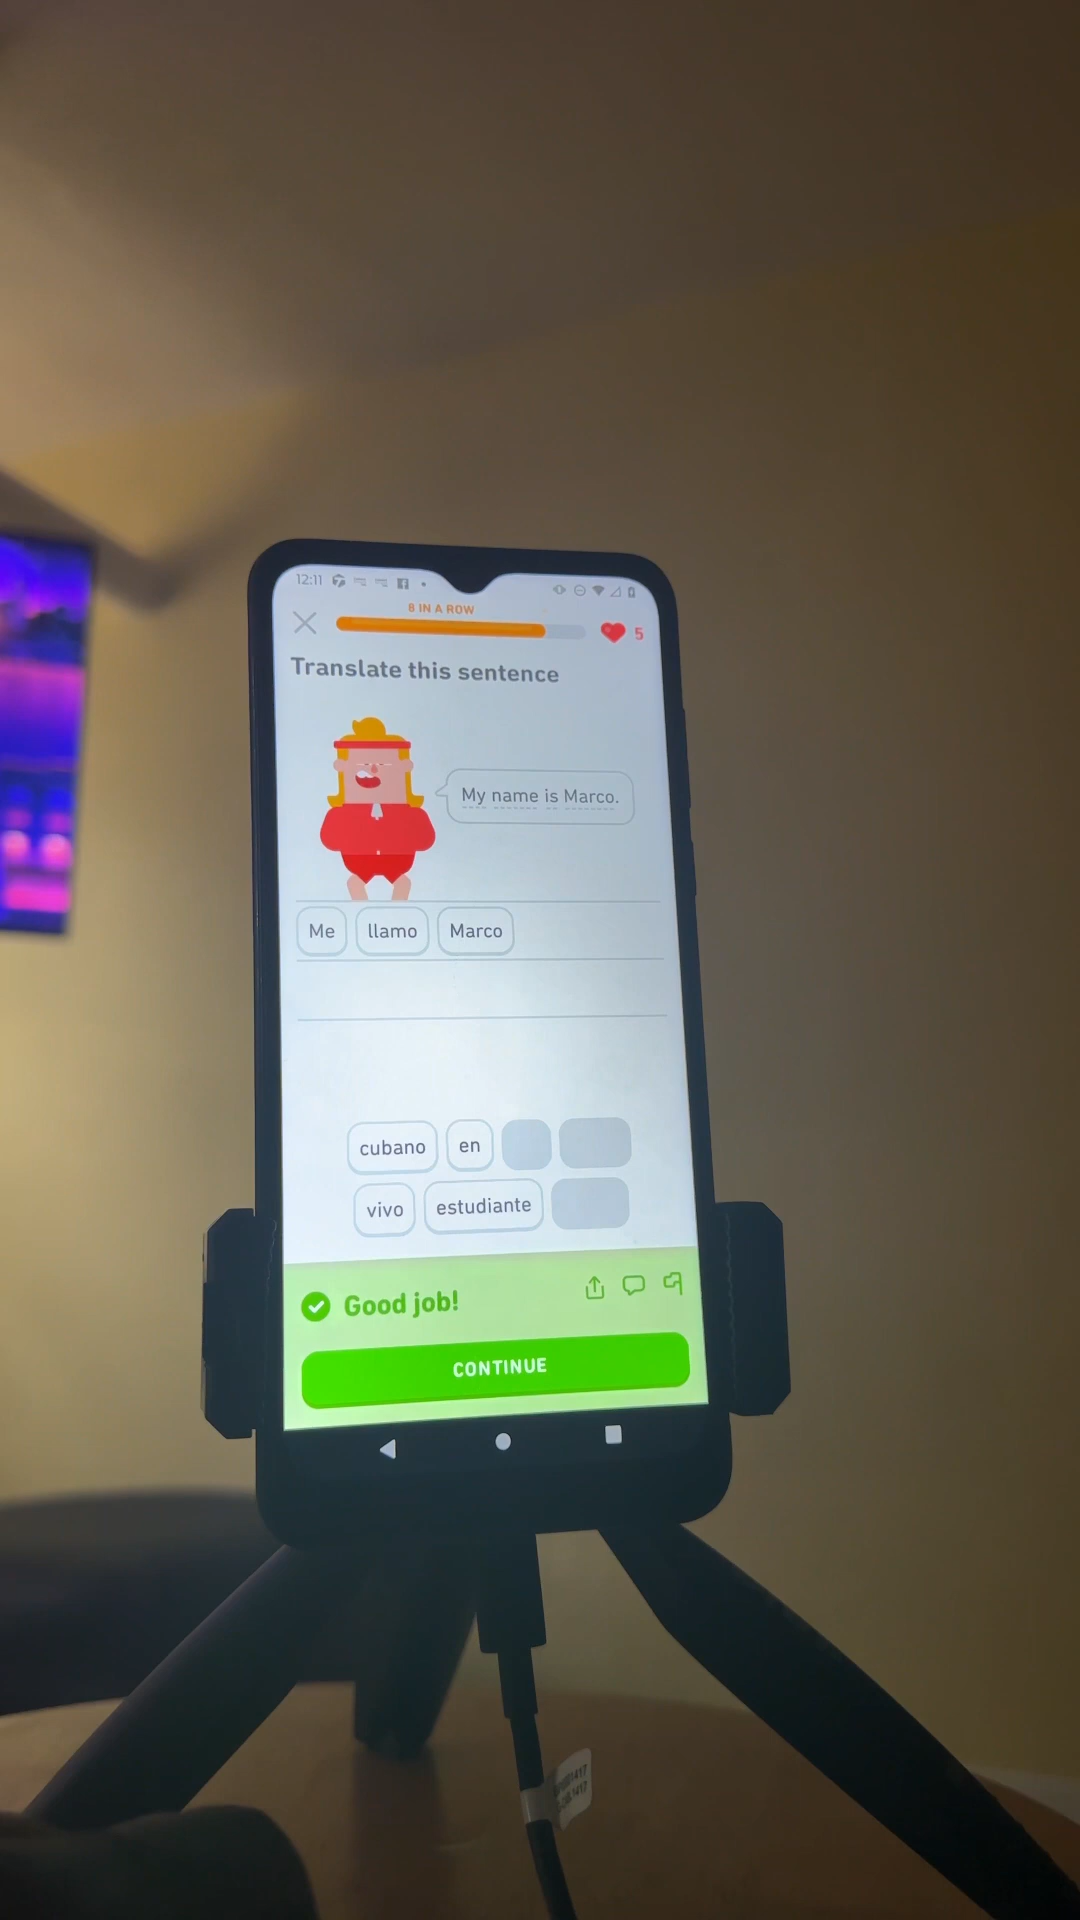 12:11
8 IN A ROW
5
Translate this sentence
My name is Marco.
Me llamo Marco
cubano en
vivo estudiante
Good job!
CONTINUE